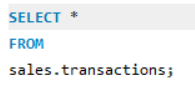 SELECT *
FROM
sales.transactions;